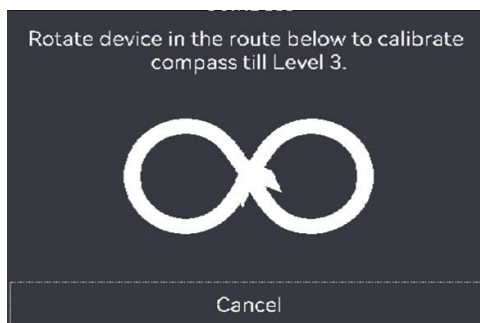 Rotate device in the route below to calibrate
compass till Level 3.
Cancel